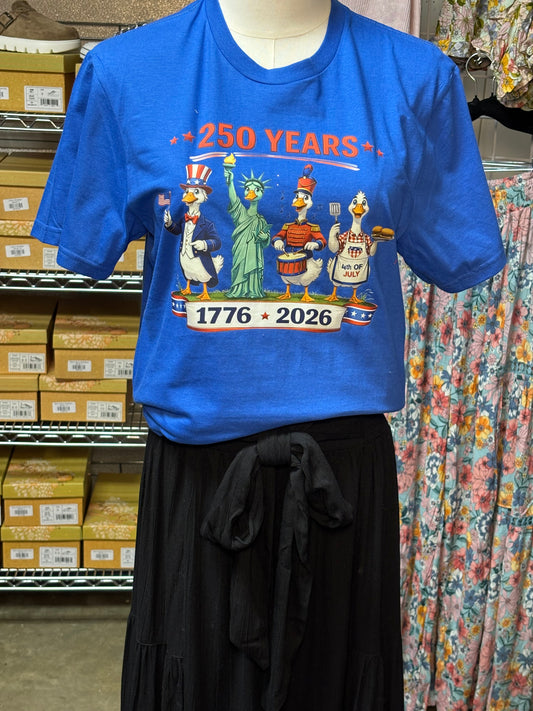 ★ ★ 250 YEARS ★ ★
4th OF
JULY
1776 ★ 2026